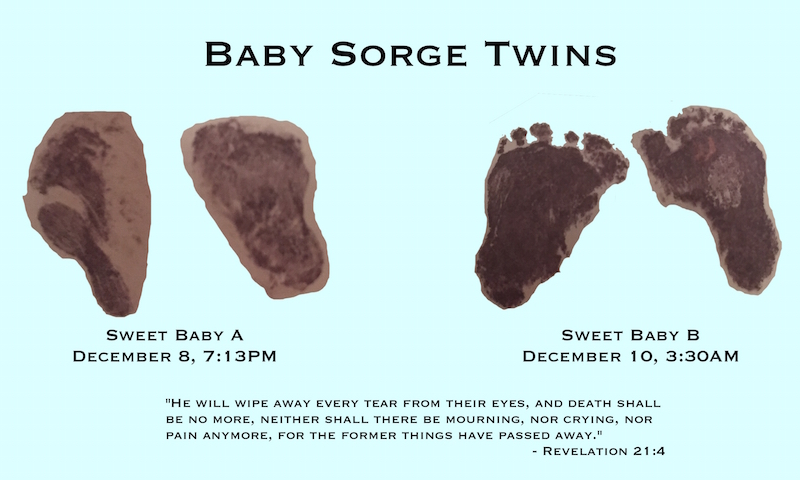 Baby Sorge Twins
Sweet Baby A
December 8, 7:13PM
Sweet Baby B
December 10, 3:30AM
"He will wipe away every tear from their eyes, and death shall
be no more, neither shall there be mourning, nor crying, nor
pain anymore, for the former things have passed away."
- Revelation 21:4